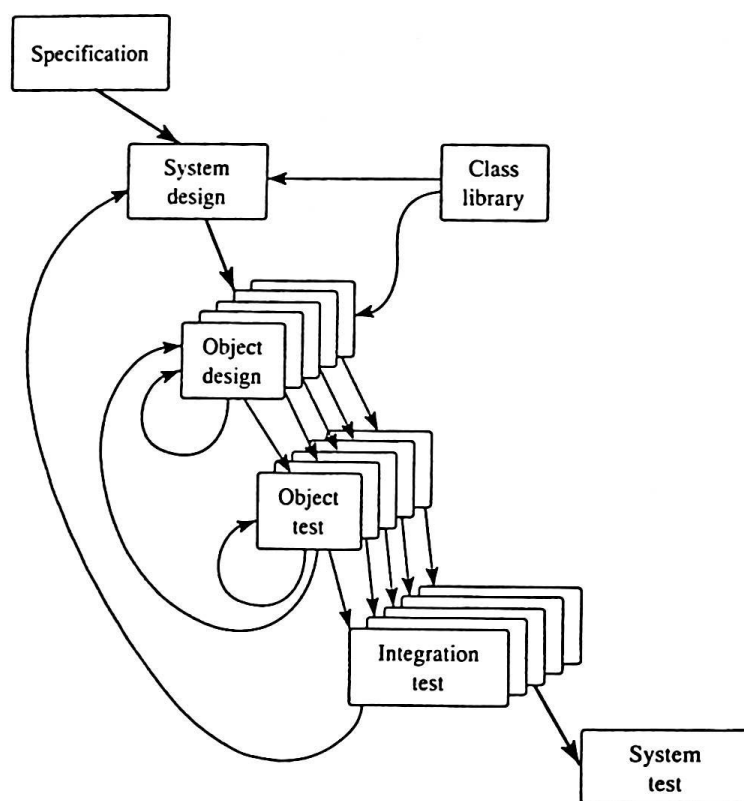 Specification
System
design
Class
library
Object
design
Object
test
Integration
test
System
test